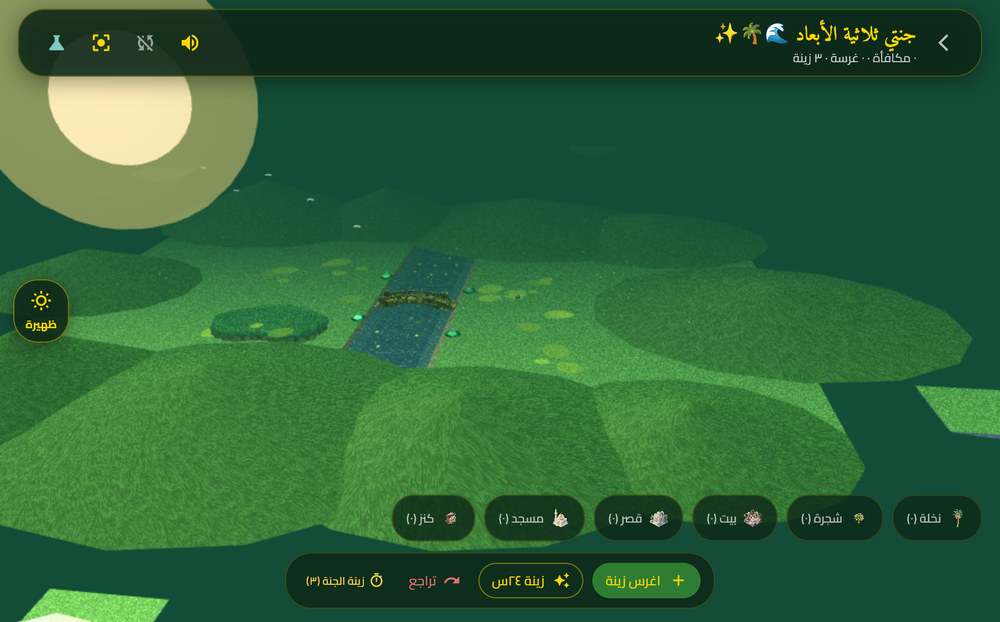 جنتي ثلاثية الأبعاد 🌊🌴✨
٠ مكافأة · ٠ غرسة · ٣ زينة
ظهيرة
نخلة (٠)
شجرة (٠)
بيت (٠)
قصر (٠)
مسجد (٠)
كنز (٠)
اغرس زينة
زينة ٢٤س
تراجع
زينة الجنة (٣)